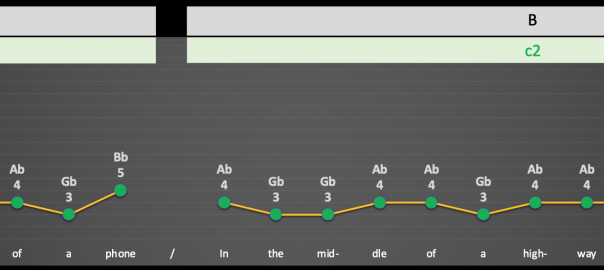 B
c2
Bb
5
Ab Gb Ab Gb Gb Ab Ab Gb Ab Ab
4 3 4 3 3 4 4 3 4 4
of a phone / In the mid- dle of a high- way